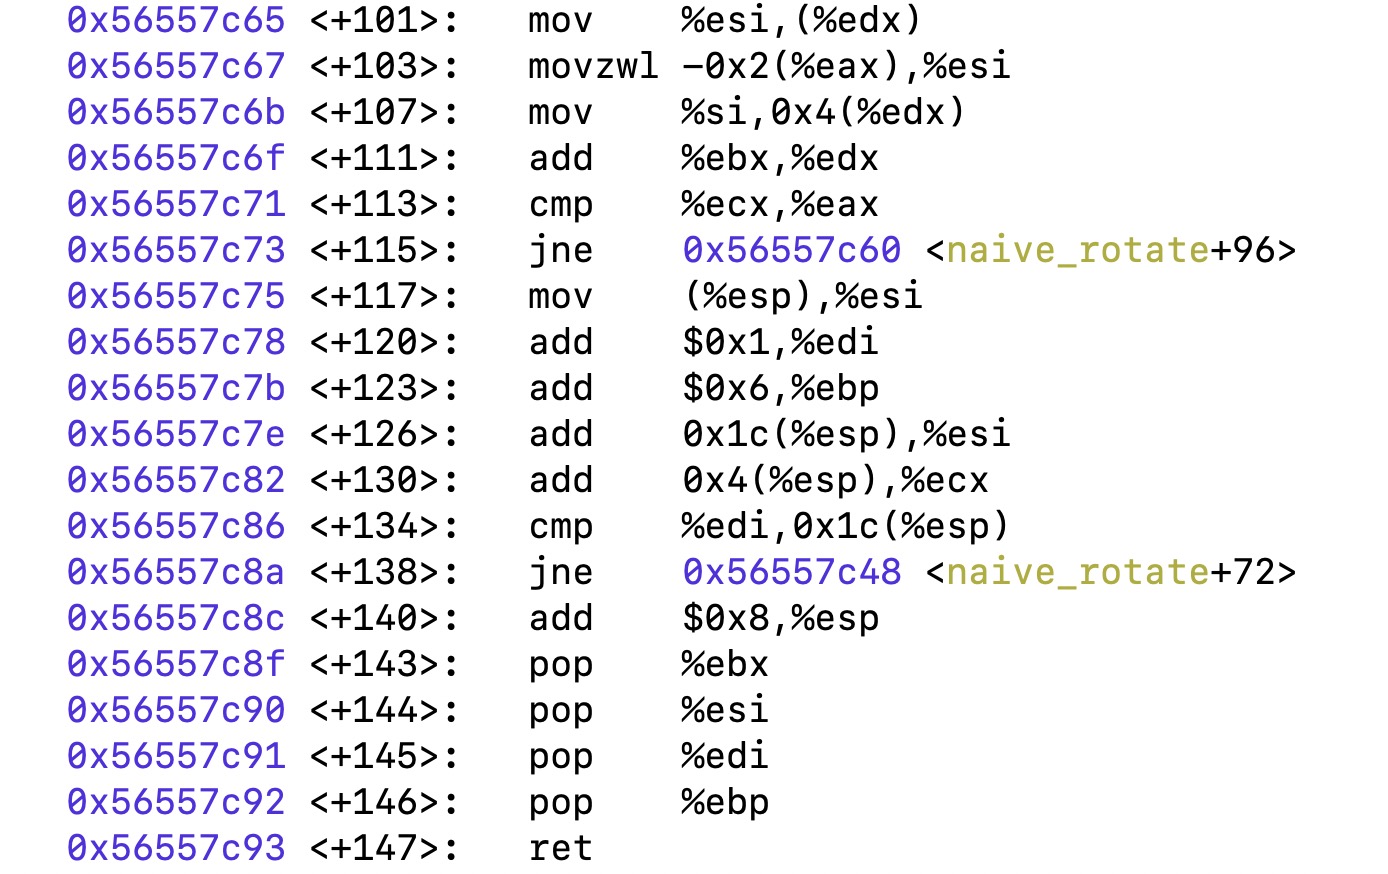 0x56557c65 <+101>:   mov    %esi,(%edx)
0x56557c67 <+103>:   movzwl -0x2(%eax),%esi
0x56557c6b <+107>:   mov    %si,0x4(%edx)
0x56557c6f <+111>:   add    %ebx,%edx
0x56557c71 <+113>:   cmp    %ecx,%eax
0x56557c73 <+115>:   jne    0x56557c60 <naive_rotate+96>
0x56557c75 <+117>:   mov    (%esp),%esi
0x56557c78 <+120>:   add    $0x1,%edi
0x56557c7b <+123>:   add    $0x6,%ebp
0x56557c7e <+126>:   add    0x1c(%esp),%esi
0x56557c82 <+130>:   add    0x4(%esp),%ecx
0x56557c86 <+134>:   cmp    %edi,0x1c(%esp)
0x56557c8a <+138>:   jne    0x56557c48 <naive_rotate+72>
0x56557c8c <+140>:   add    $0x8,%esp
0x56557c8f <+143>:   pop    %ebx
0x56557c90 <+144>:   pop    %esi
0x56557c91 <+145>:   pop    %edi
0x56557c92 <+146>:   pop    %ebp
0x56557c93 <+147>:   ret